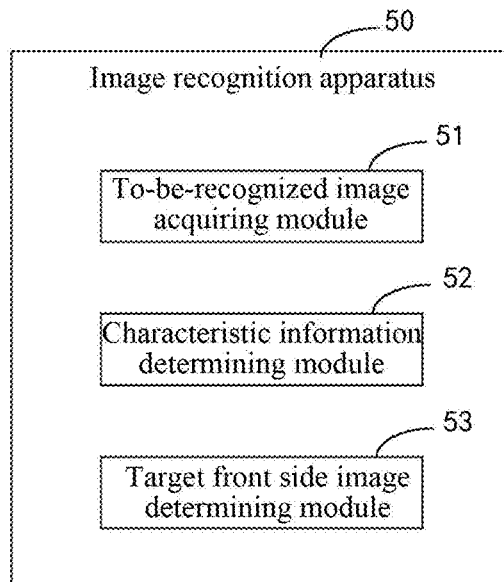 50
Image recognition apparatus
51
To-be-recognized image
acquiring module
52
Characteristic information
determining module
53
Target front side image
determining module